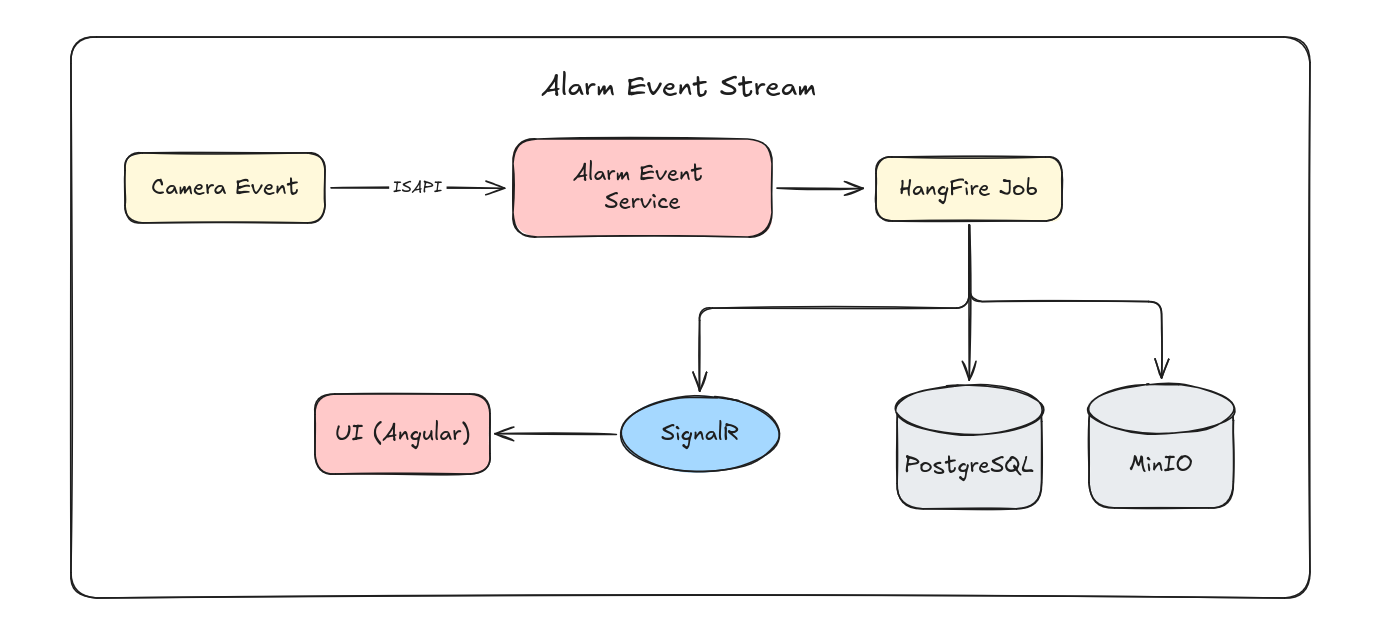 Alarm Event Stream
Camera Event
ISAPI
Alarm Event
Service
HangFire Job
UI (Angular)
SignalR
PostgreSQL
MinIO